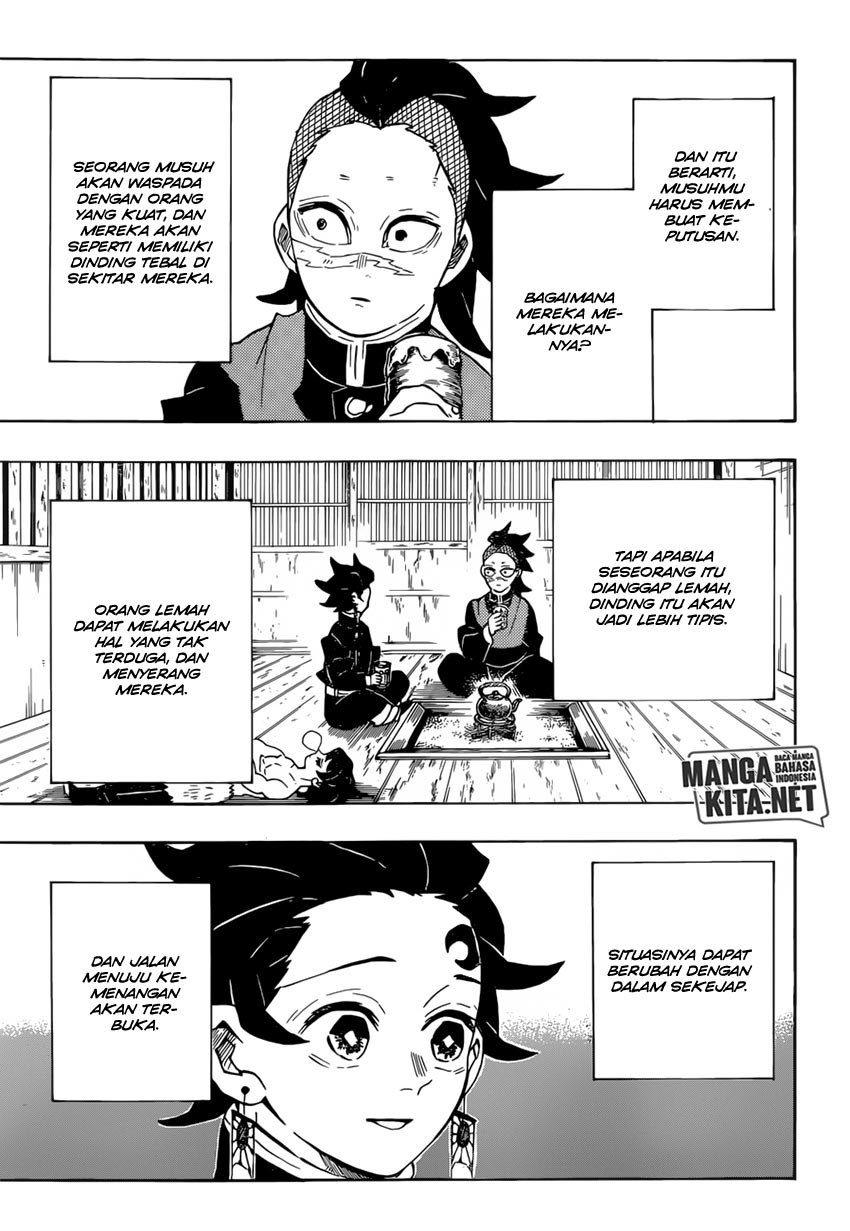 DAN ITU
BERARTI,
MUSUHMU
HARUS MEM-
BUAT KE-
PUTUSAN.
BAGAIMANA
MEREKA ME-
LAKUKAN-
NYA?
SEORANG MUSUH
AKAN WASPADA
DENGAN ORANG
YANG KUAT, DAN
MEREKA AKAN
SEPERTI MEMILIKI
DINDING TEBAL DI
SEKITAR MEREKA.
TAPI APABILA
SESEORANG ITU
DIANGGAP LEMAH,
DINDING ITU AKAN
JADI LEBIH TIPIS.
ORANG LEMAH
DAPAT MELAKUKAN
HAL YANG TAK
TERDUGA, DAN
MENYERANG
MEREKA.
MANGA
KITA.NET
BACA MANGA
BAHASA
INDONESIA
SITUASINYA DAPAT
BERUBAH DENGAN
DALAM SEKEJAP.
DAN JALAN
MENUJU KE-
MENANGAN
AKAN TER-
BUKA.